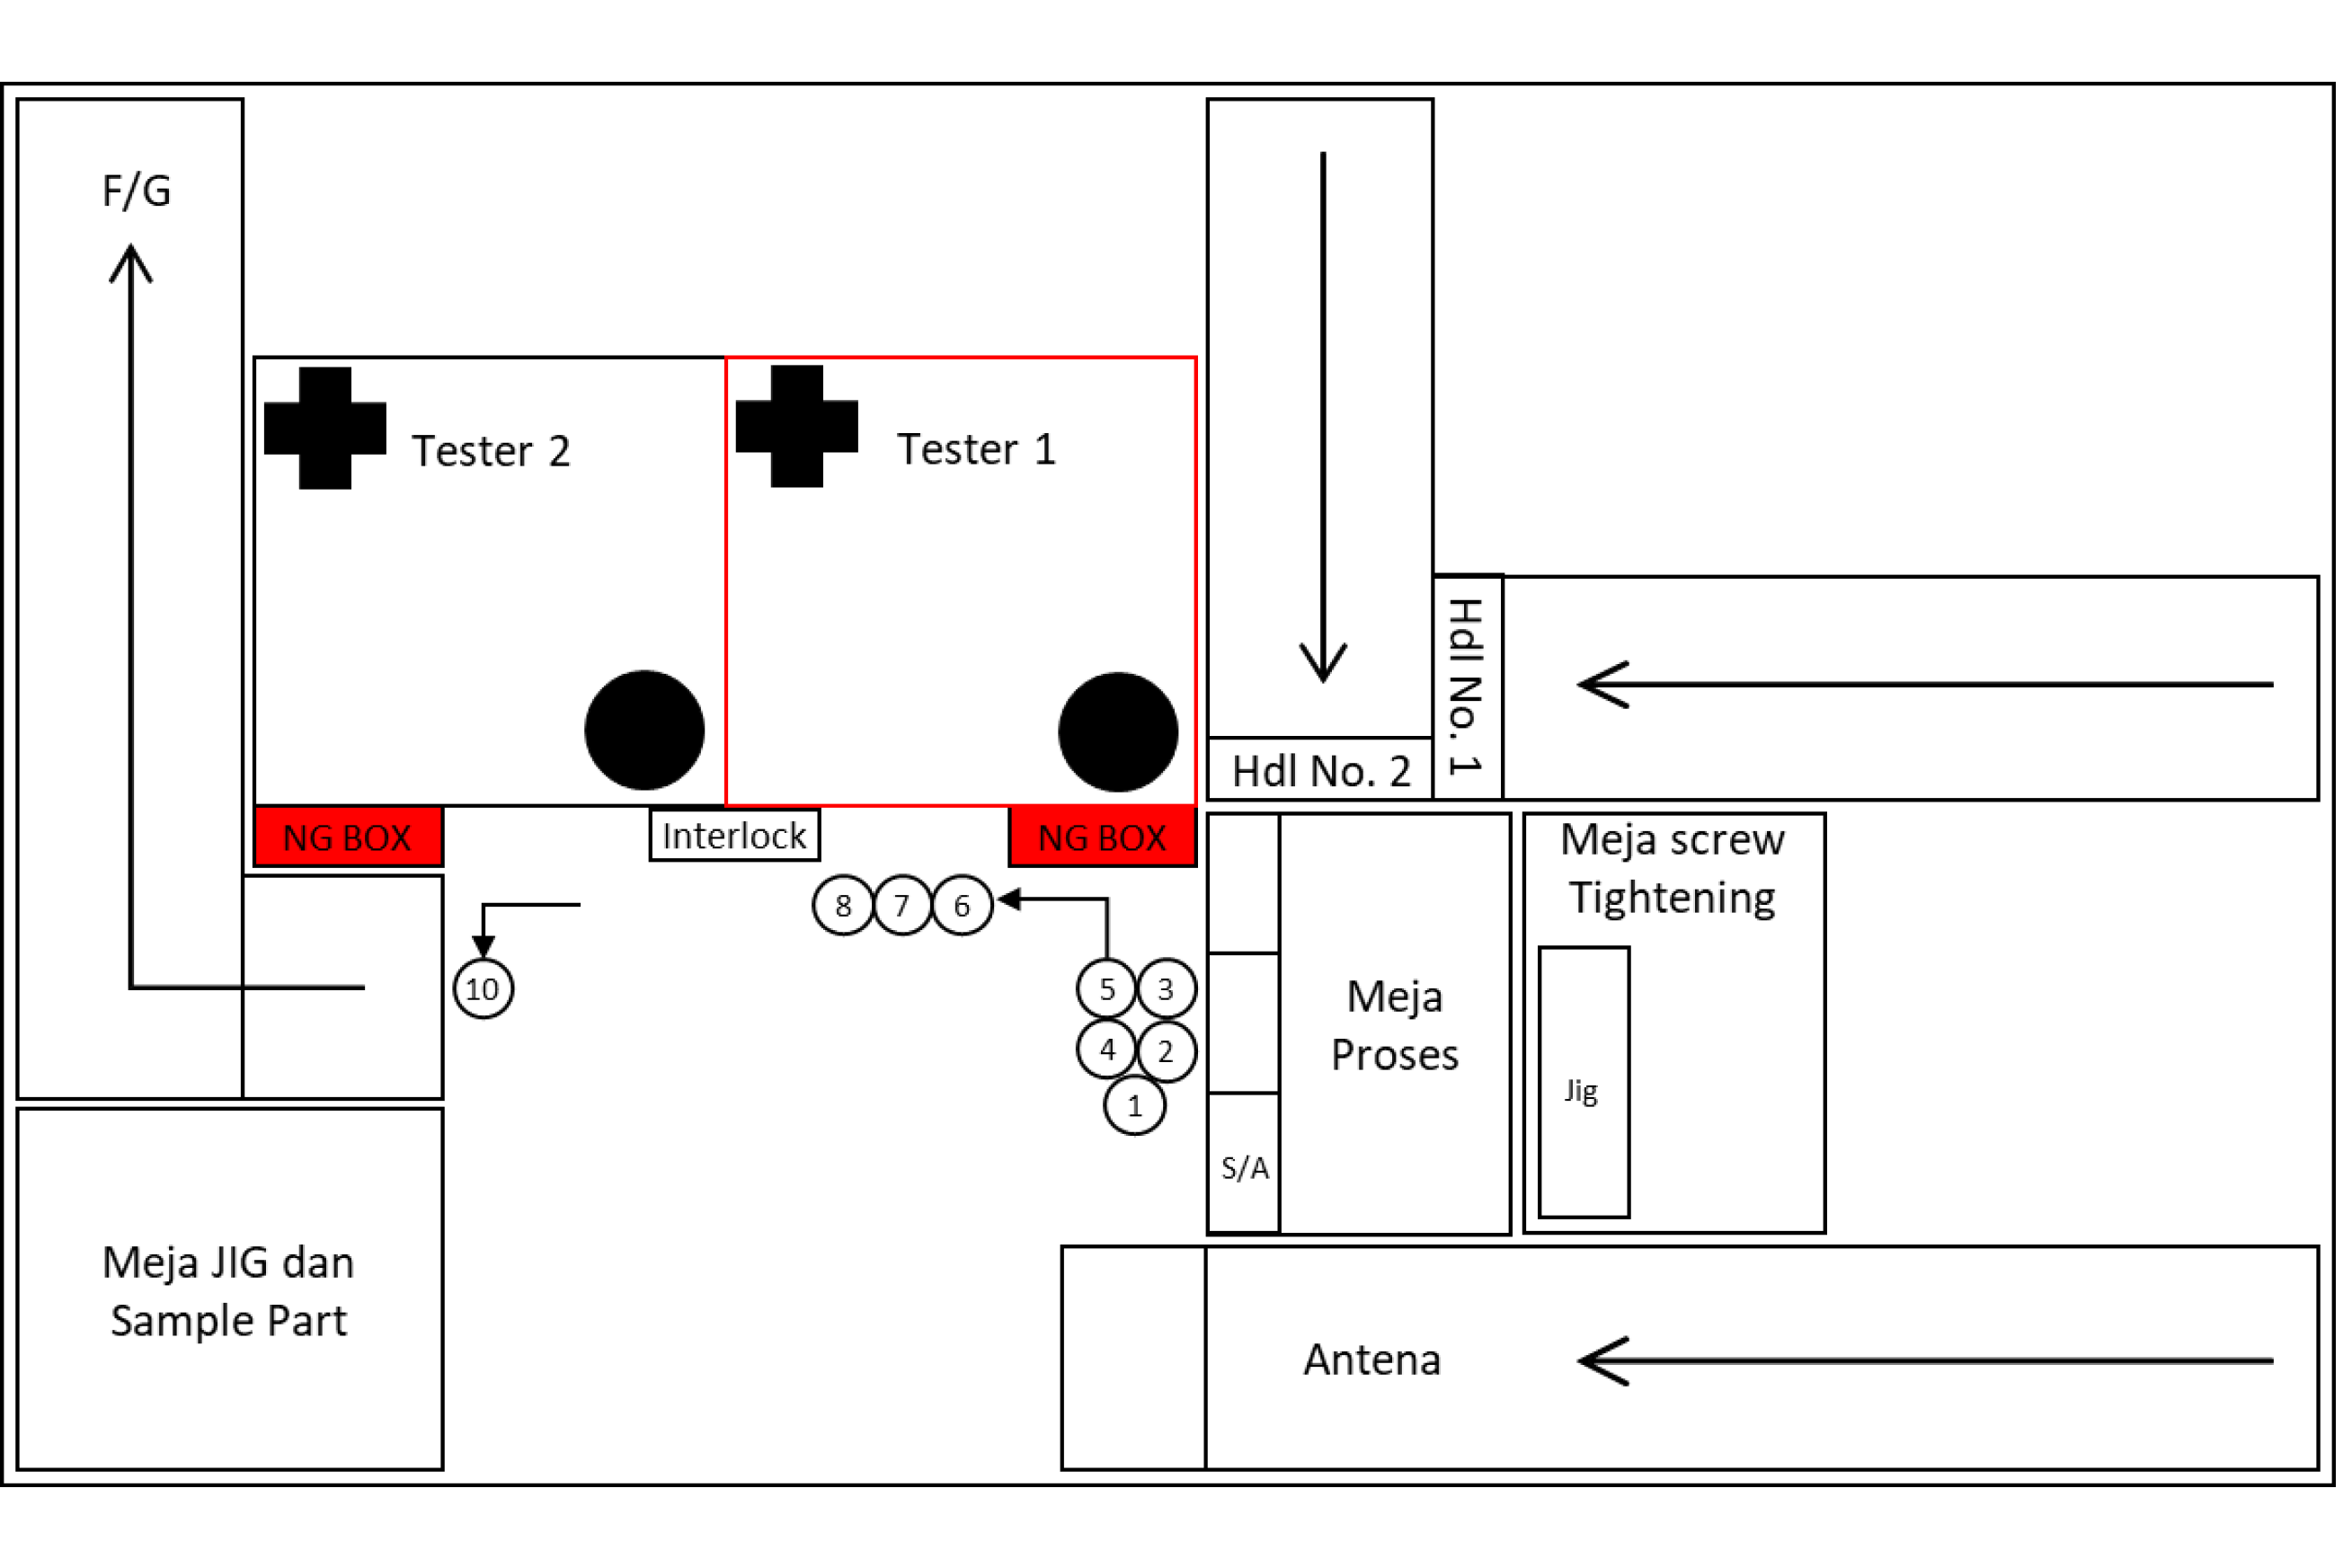 F/G
Tester 2
Tester 1
Hdl No. 1
Hdl No. 2
NG BOX
Interlock
NG BOX
Meja screw
Tightening
8
7
6
10
5
3
4
2
1
Meja
Proses
Jig
S/A
Meja JIG dan
Sample Part
Antena